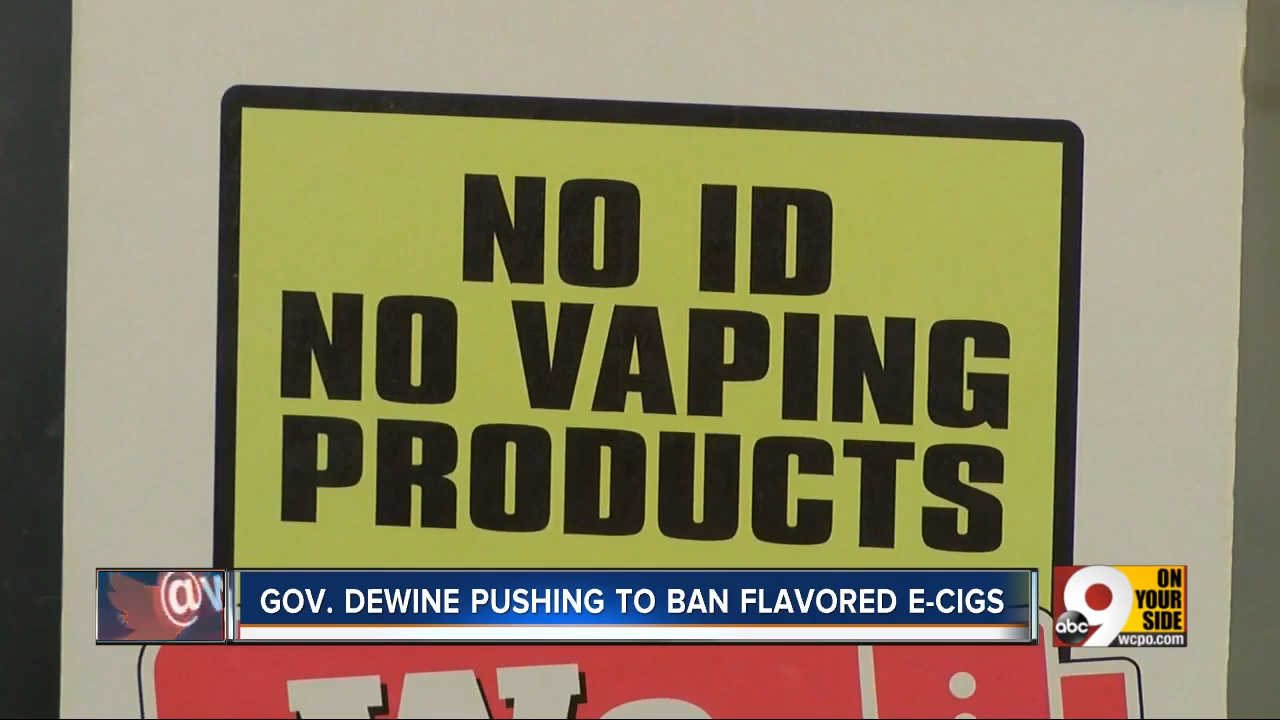 NO ID
NO VAPING
PRODUCTS
@W
GOV. DEWINE PUSHING TO BAN FLAVORED E-CIGS
abc
9
ON
YOUR
SIDE
wcpo.com
We